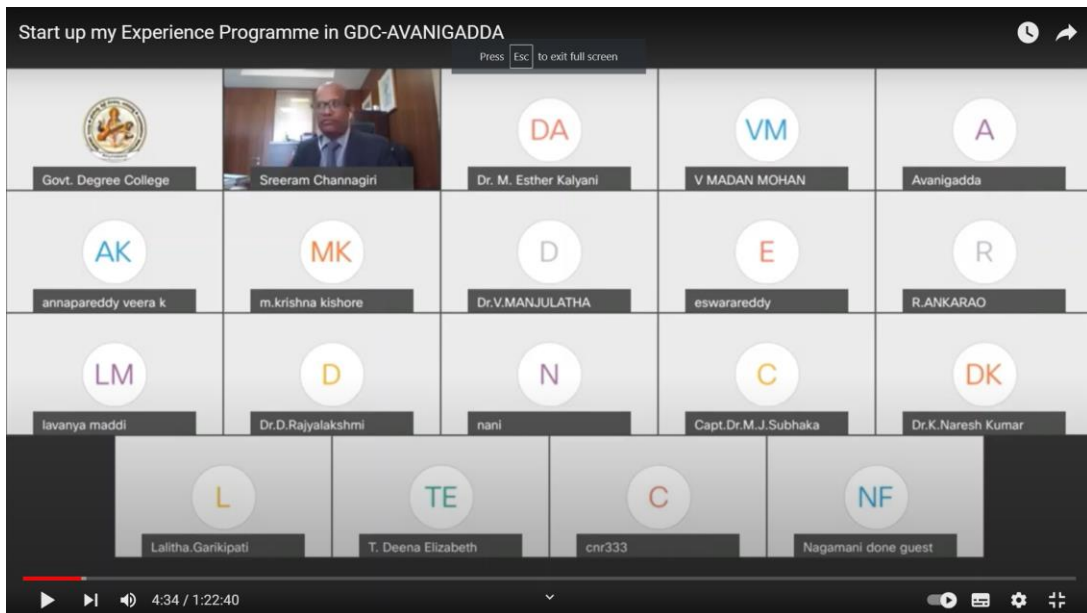 Start up my Experience Programme in GDC-AVANIGADDA
Press Esc to exit full screen
Govt. Degree College
Sreeram Channagiri
DA
Dr. M. Esther Kalyani
VM
V MADAN MOHAN
A
Avanigadda
AK
annapareddy veera k
MK
m.krishna kishore
D
Dr.V.MANJULATHA
E
eswarareddy
R
R.ANKARAO
LM
lavanya maddi
D
Dr.D.Rajyalakshmi
N
nani
C
Capt.Dr.M.J.Subhaka
DK
Dr.K.Naresh Kumar
L
Lalitha.Garikipati
TE
T. Deena Elizabeth
C
cnr333
NF
Nagamani done guest
4:34 / 1:22:40